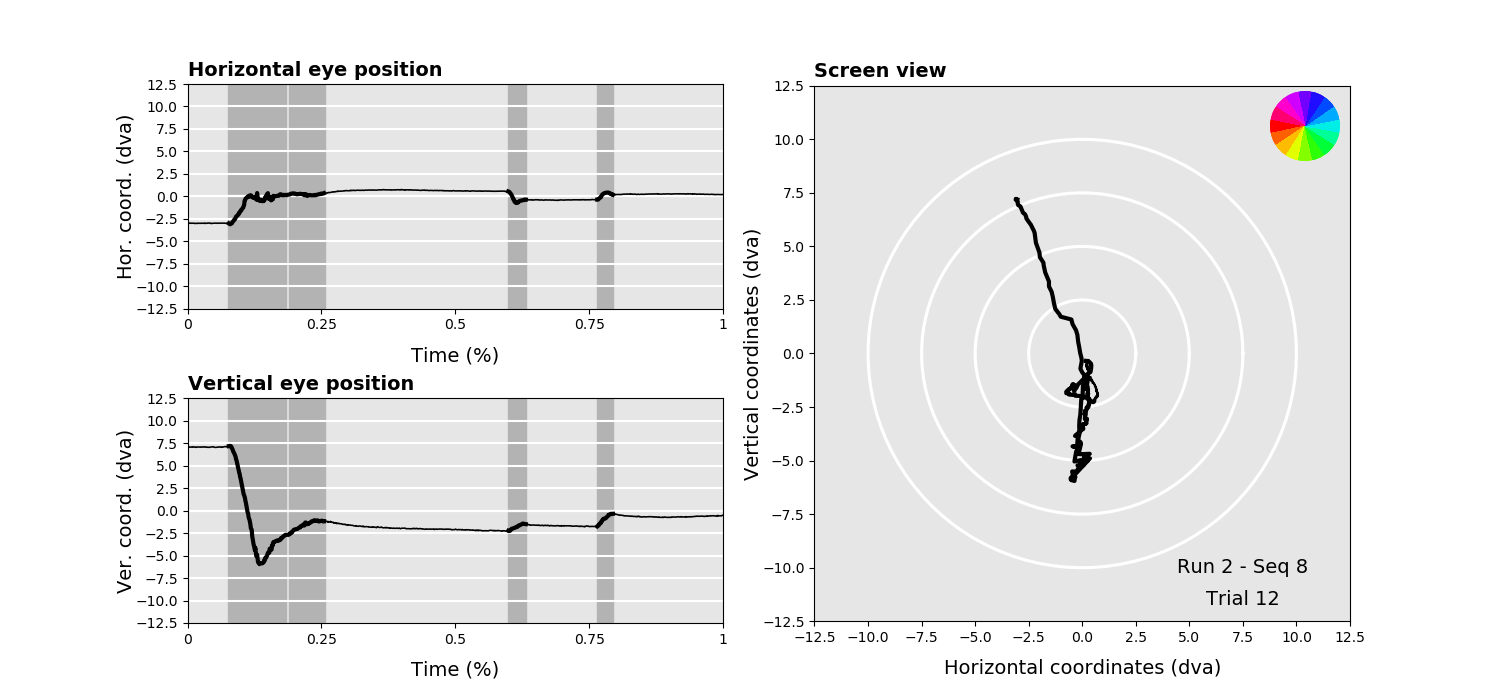 Horizontal eye position
Hor. coord. (dva)
12.5
10.0
7.5
5.0
2.5
0.0
−2.5
−5.0
−7.5
−10.0
−12.5
0 0.25 0.5 0.75 1
Time (%)
Vertical eye position
Ver. coord. (dva)
12.5
10.0
7.5
5.0
2.5
0.0
−2.5
−5.0
−7.5
−10.0
−12.5
0 0.25 0.5 0.75 1
Time (%)
Screen view
Vertical coordinates (dva)
12.5
10.0
7.5
5.0
2.5
0.0
−2.5
−5.0
−7.5
−10.0
−12.5
Run 2 - Seq 8
Trial 12
−12.5 −10.0 −7.5 −5.0 −2.5 0.0 2.5 5.0 7.5 10.0 12.5
Horizontal coordinates (dva)